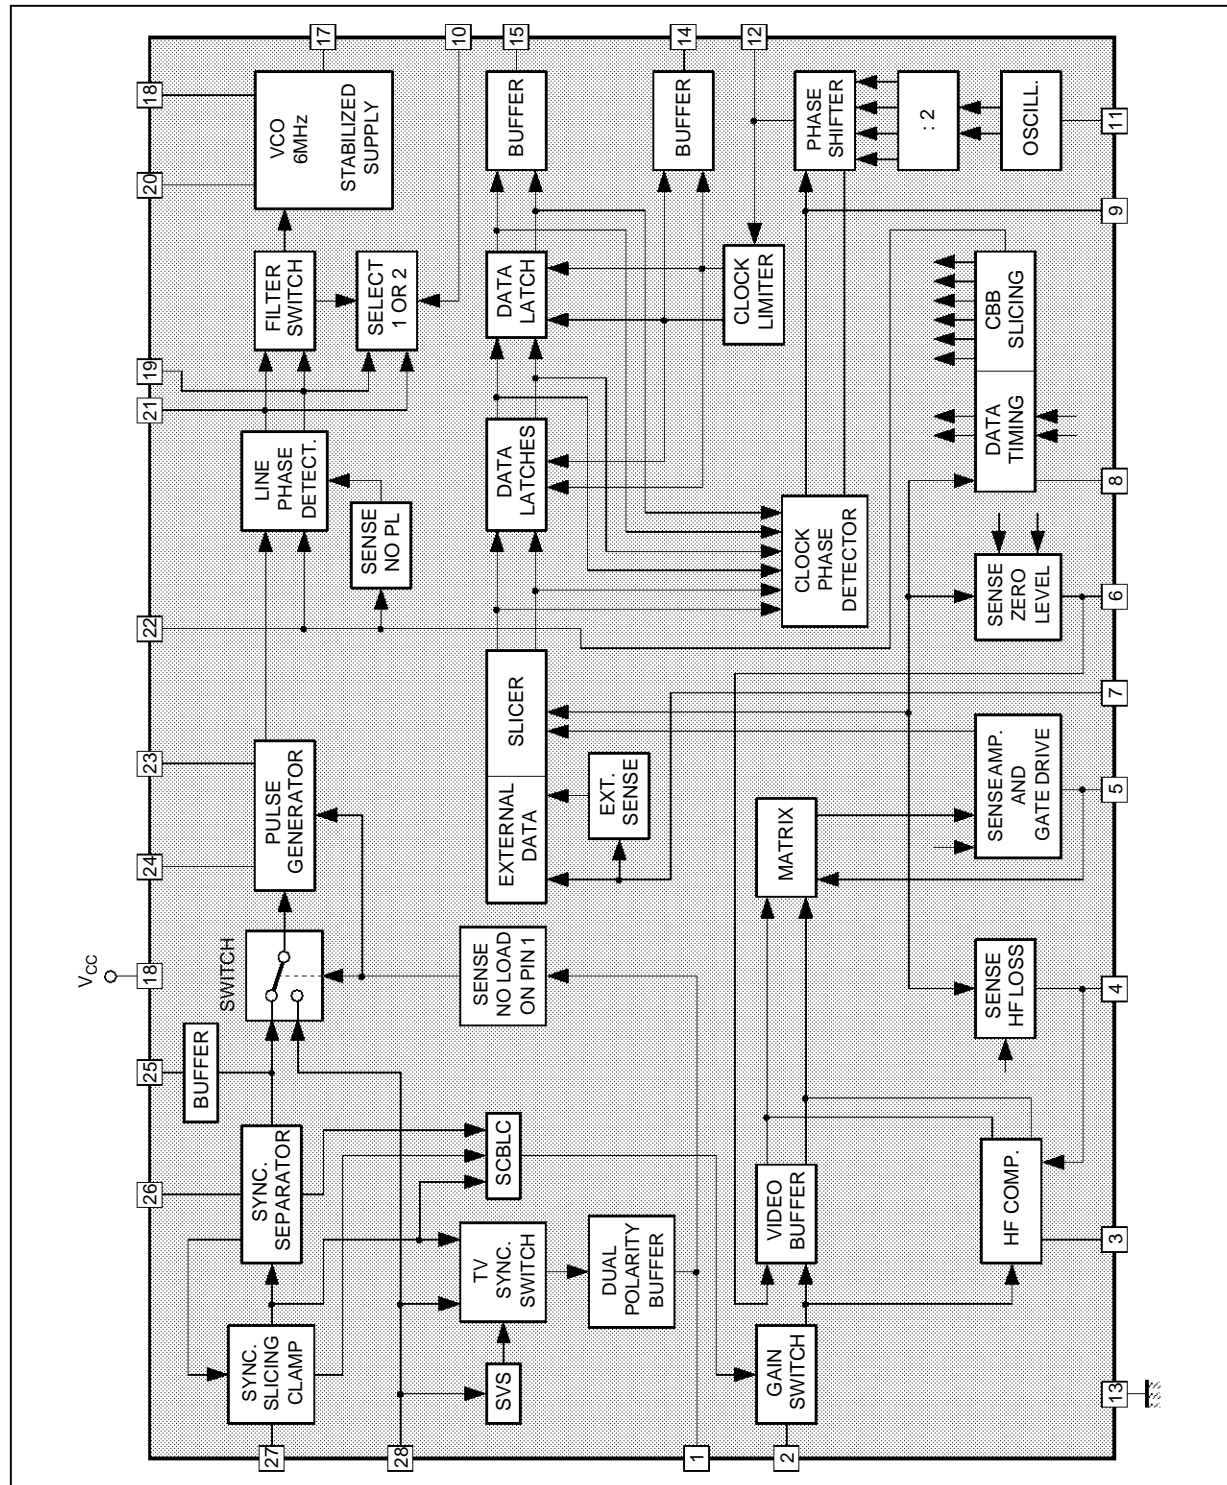 17
10
15
14
12
18
VCO
6MHz
STABILIZED
SUPPLY
BUFFER
BUFFER
PHASE
SHIFTER
: 2
OSCILL.
11
20
9
FILTER
SWITCH
SELECT
1 OR 2
DATA
LATCH
CLOCK
LIMITER
CBB
SLICING
19
21
LINE
PHASE
DETECT.
SENSE
NO PL
DATA
LATCHES
CLOCK
PHASE
DETECTOR
DATA
TIMING
8
22
SENSE
ZERO
LEVEL
6
7
23
PULSE
GENERATOR
24
SLICER
EXTERNAL
DATA
EXT.
SENSE
MATRIX
SENSEAMP.
AND
GATE DRIVE
5
VCC
18
SWITCH
SENSE
NO LOAD
ON PIN 1
SENSE
HF LOSS
4
25
BUFFER
26
SYNC.
SEPARATOR
SCBLC
VIDEO
BUFFER
HF COMP.
3
TV
SYNC.
SWITCH
DUAL
POLARITY
BUFFER
SYNC.
SLICING
CLAMP
SVS
GAIN
SWITCH
13
27
28
1
2